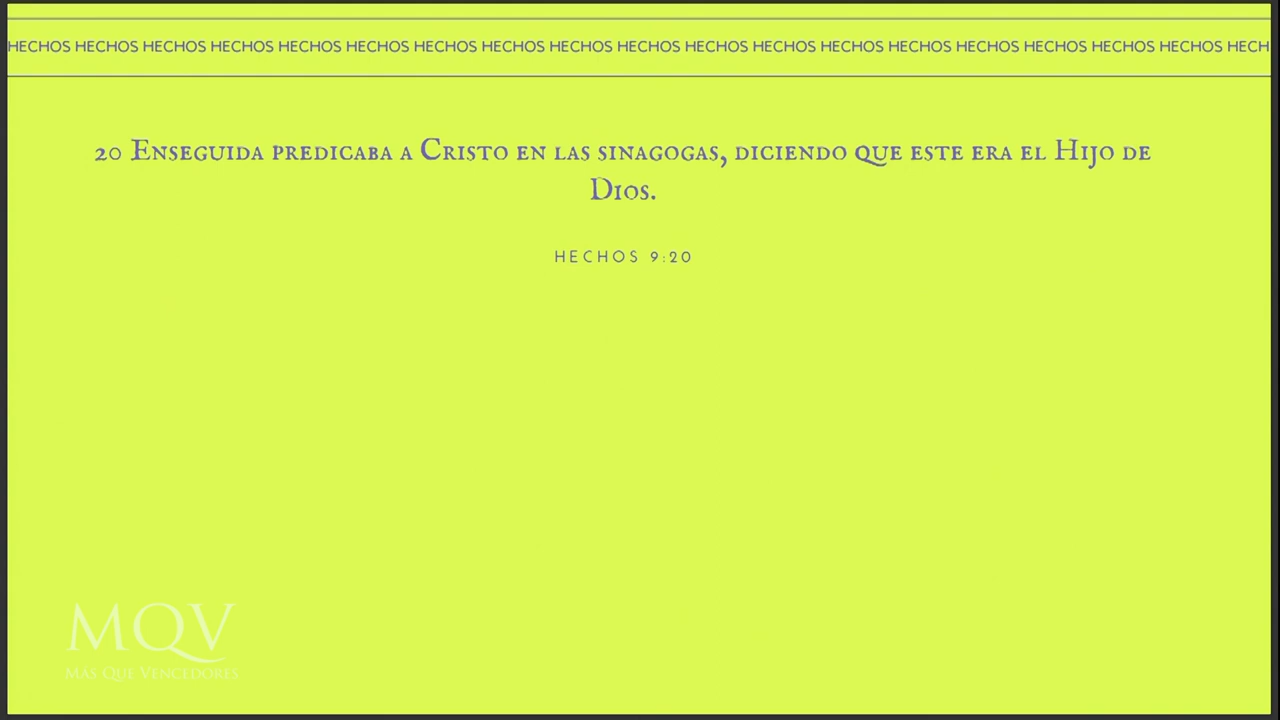 HECHOS HECHOS HECHOS HECHOS HECHOS HECHOS HECHOS HECHOS HECHOS HECHOS HECHOS HECHOS HECHOS HECHOS HECHOS HECHOS HECHOS HECHOS HECH
20 Enseguida predicaba a Cristo en las sinagogas, diciendo que este era el Hijo de
Dios.
HECHOS 9:20
MQV
Más Que Vencedores